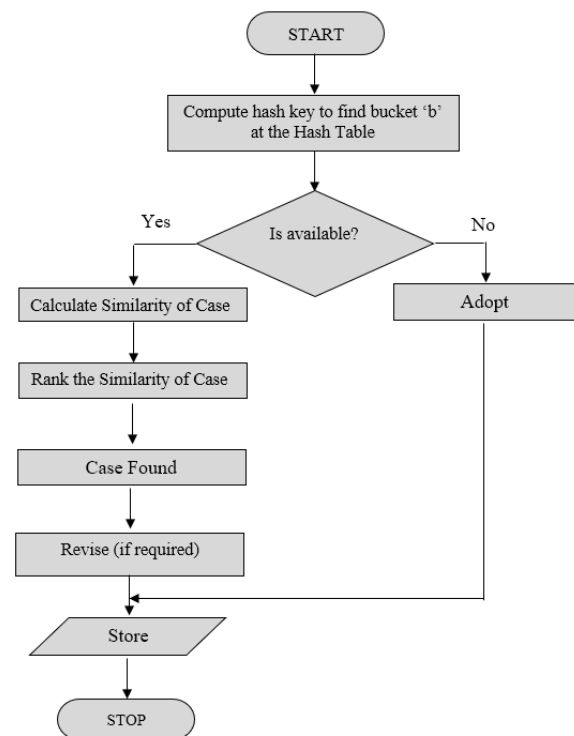 START
Compute hash key to find bucket ‘b’
at the Hash Table
Is available?
Yes
No
Calculate Similarity of Case
Adopt
Rank the Similarity of Case
Case Found
Revise (if required)
Store
STOP